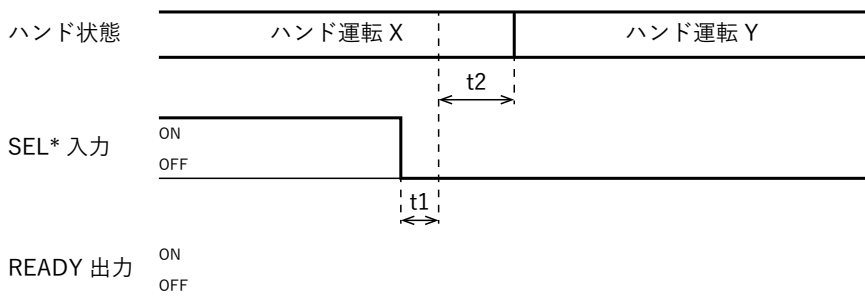 ハンド状態
ハンド運転 X
ハンド運転 Y
t2
SEL* 入力
ON
OFF
t1
READY 出力
ON
OFF